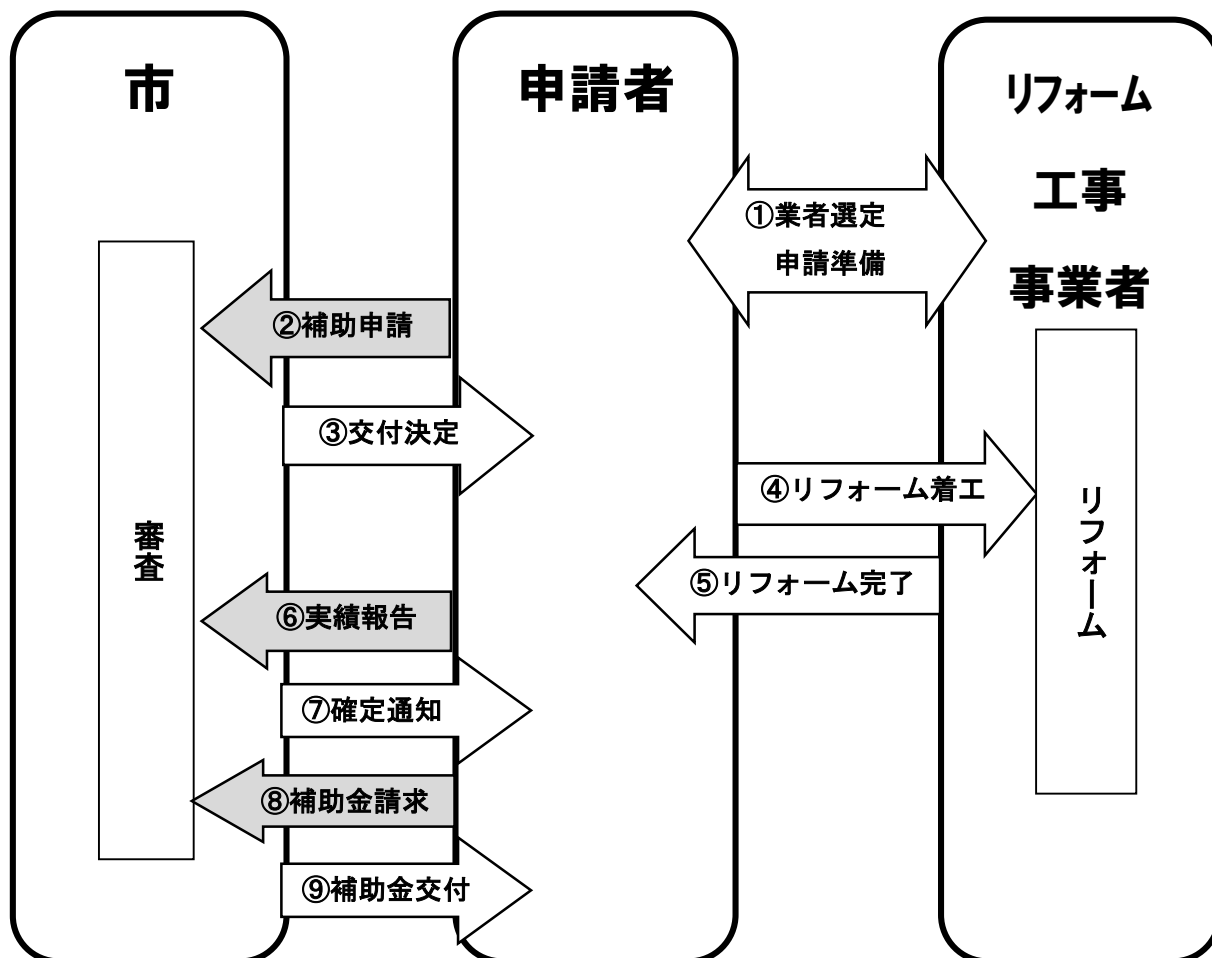 市
申請者
リフォーム
工事
事業者
①業者選定
申請準備
②補助申請
③交付決定
④リフォーム着工
⑤リフォーム完了
⑥実績報告
⑦確定通知
⑧補助金請求
⑨補助金交付
審査
リフォーム